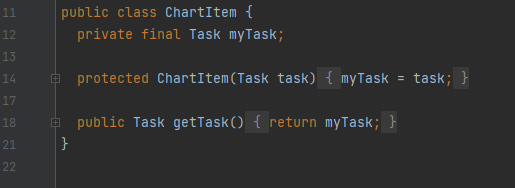 11 public class ChartItem {
12 private final Task myTask;
13
14 protected ChartItem(Task task) { myTask = task; }
17
18 public Task getTask() { return myTask; }
21 }
22